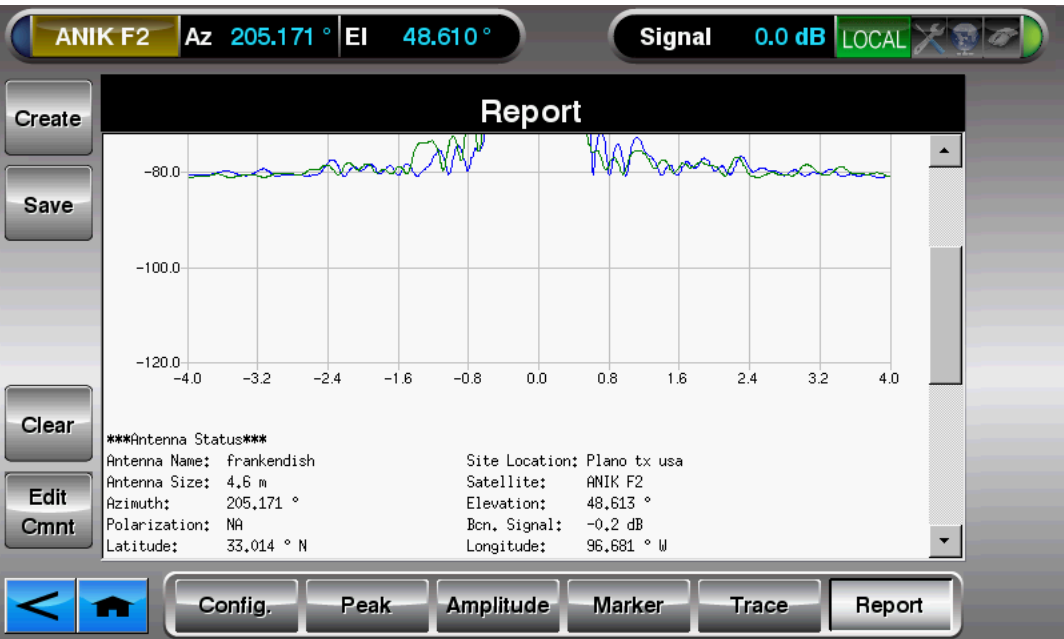 ANIK F2 Az 205.171 ° El 48.610 ° Signal 0.0 dB LOCAL
Report
Create
Save
Clear
Edit
Cmnt
-80.0
-100.0
-120.0
-4.0 -3.2 -2.4 -1.6 -0.8 0.0 0.8 1.6 2.4 3.2 4.0
***Antenna Status***
Antenna Name: frankendish Site Location: Plano tx usa
Antenna Size: 4.6 m Satellite: ANIK F2
Azimuth: 205.171 ° Elevation: 48.613 °
Polarization: NA Bcn. Signal: -0.2 dB
Latitude: 33.014 ° N Longitude: 96.681 ° W
< Config. Peak Amplitude Marker Trace Report